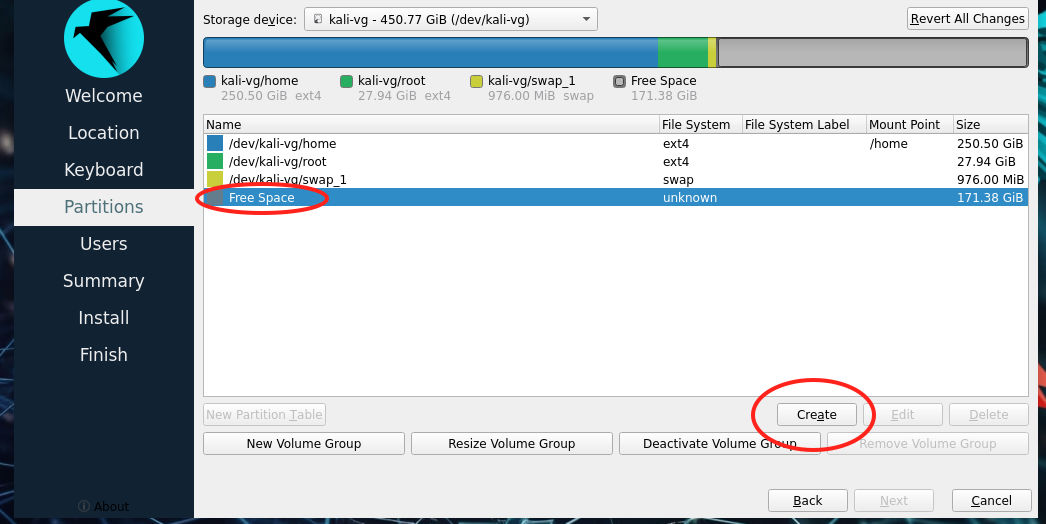 Storage device: kali-vg - 450.77 GiB (/dev/kali-vg) Revert All Changes
kali-vg/home kali-vg/root kali-vg/swap_1 Free Space
250.50 GiB ext4 27.94 GiB ext4 976.00 MiB swap 171.38 GiB
Welcome
Location
Keyboard
Partitions
Users
Summary
Install
Finish
About
Name File System File System Label Mount Point Size
/dev/kali-vg/home ext4 /home 250.50 GiB
/dev/kali-vg/root ext4 27.94 GiB
/dev/kali-vg/swap_1 swap 976.00 MiB
Free Space unknown 171.38 GiB
New Partition Table Create Edit Delete
New Volume Group Resize Volume Group Deactivate Volume Group Remove Volume Group
Back Next Cancel